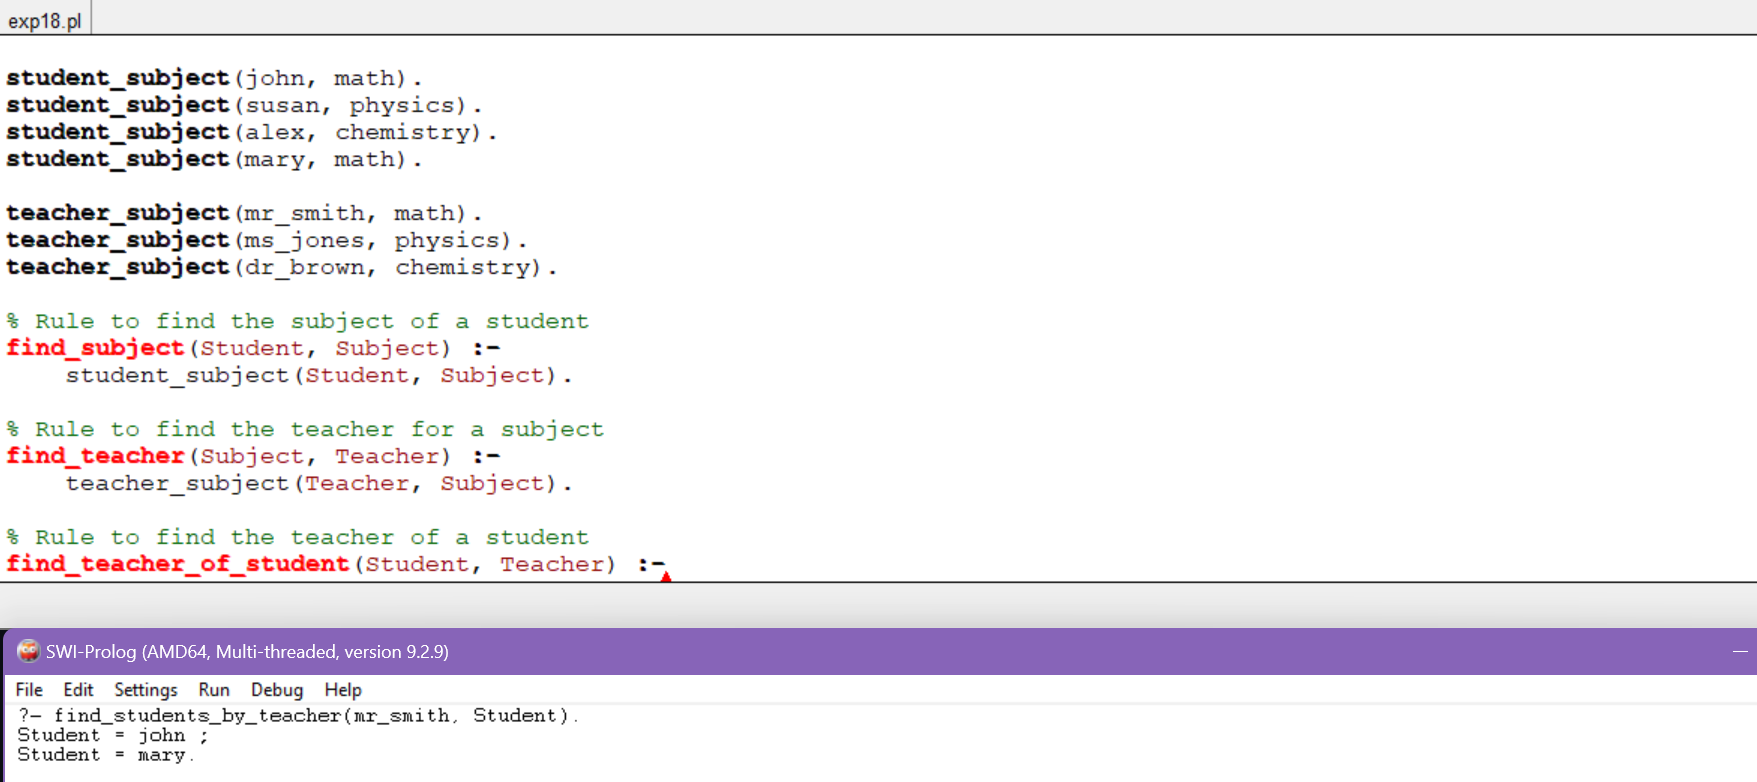 exp18.pl
student_subject(john, math).
student_subject(susan, physics).
student_subject(alex, chemistry).
student_subject(mary, math).
teacher_subject(mr_smith, math).
teacher_subject(ms_jones, physics).
teacher_subject(dr_brown, chemistry).
% Rule to find the subject of a student
find_subject(Student, Subject) :-
    student_subject(Student, Subject).
% Rule to find the teacher for a subject
find_teacher(Subject, Teacher) :-
    teacher_subject(Teacher, Subject).
% Rule to find the teacher of a student
find_teacher_of_student(Student, Teacher) :-
SWI-Prolog (AMD64, Multi-threaded, version 9.2.9)
File Edit Settings Run Debug Help
?- find_students_by_teacher(mr_smith, Student).
Student = john ;
Student = mary.